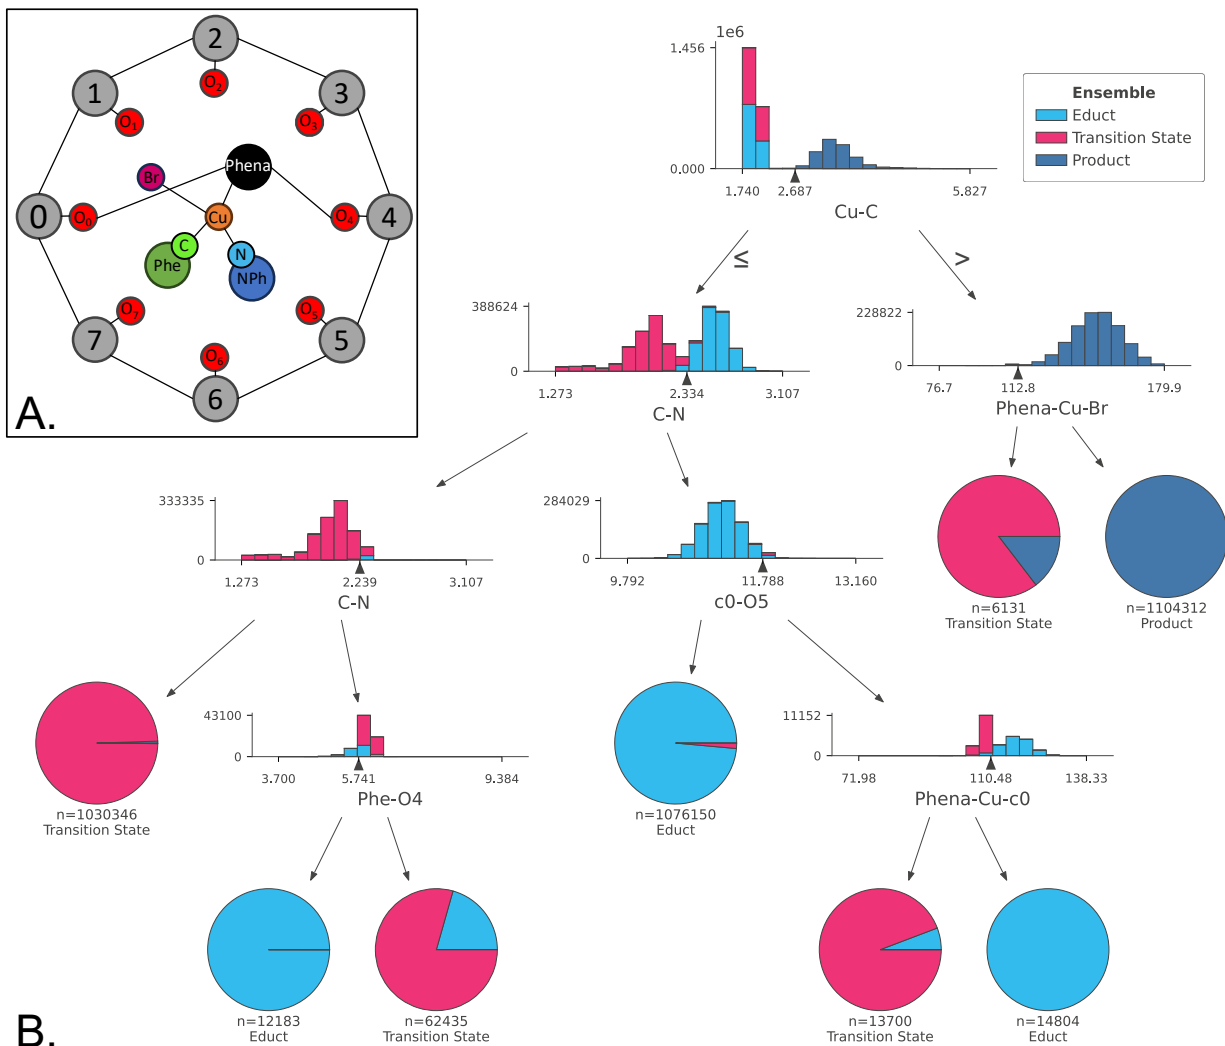 2
1
3
O₂
O₁
O₃
Phena
Br
0
O₀
Cu
O₄
4
C
N
Phe
NPh
O₇
O₅
7
O₆
5
6
A.
1e6
1.456
0.000
1.740
2.687
5.827
Cu-C
Ensemble
Educt
Transition State
Product
≤
>
388624
0
1.273
2.334
3.107
C-N
228822
0
76.7
112.8
179.9
Phena-Cu-Br
333335
0
1.273
2.239
3.107
C-N
284029
0
9.792
11.788
13.160
c0-O5
n=6131
Transition State
n=1104312
Product
n=1030346
Transition State
43100
0
3.700
5.741
9.384
Phe-O4
n=1076150
Educt
11152
0
71.98
110.48
138.33
Phena-Cu-c0
n=12183
Educt
n=62435
Transition State
n=13700
Transition State
n=14804
Educt
B.